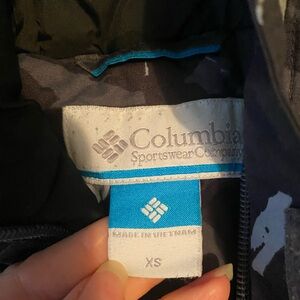 Columbia
Sportswear Company
MADE IN VIETNAM
XS